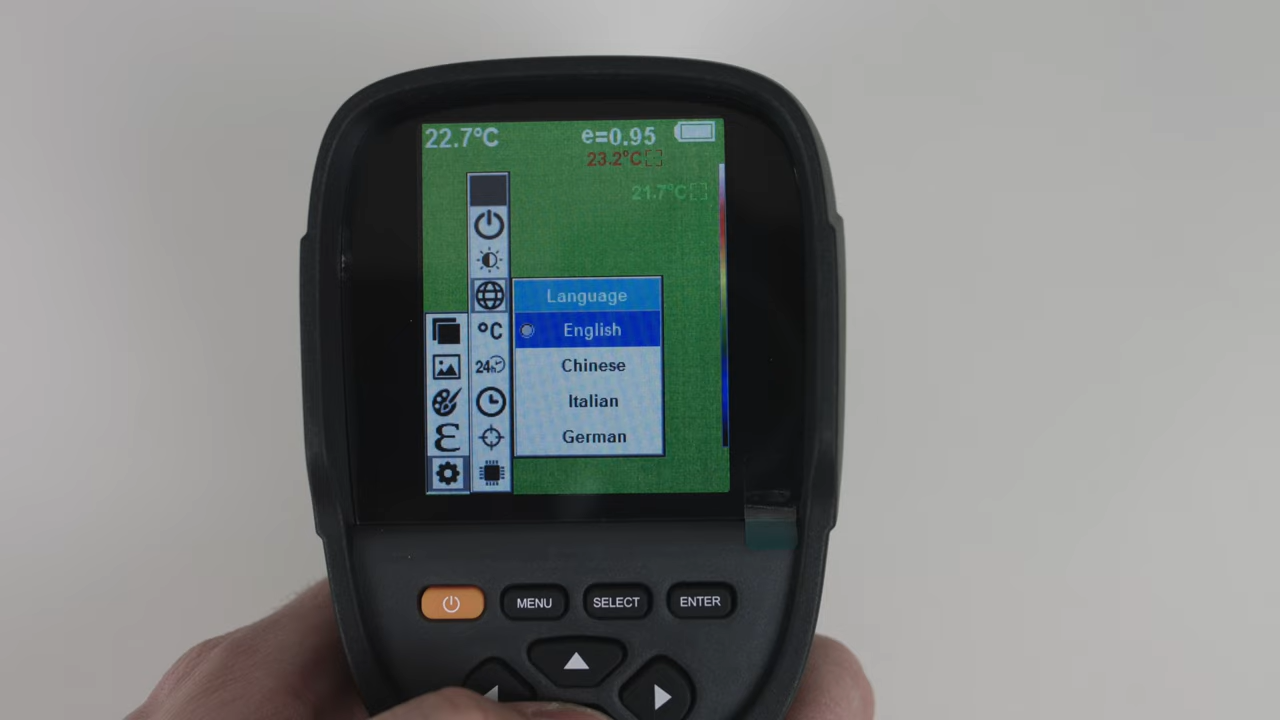 22.7°C e=0.95
23.2°C
21.7°C
Language
English
°C
Chinese
24h
Italian
ε
German
MENU SELECT ENTER